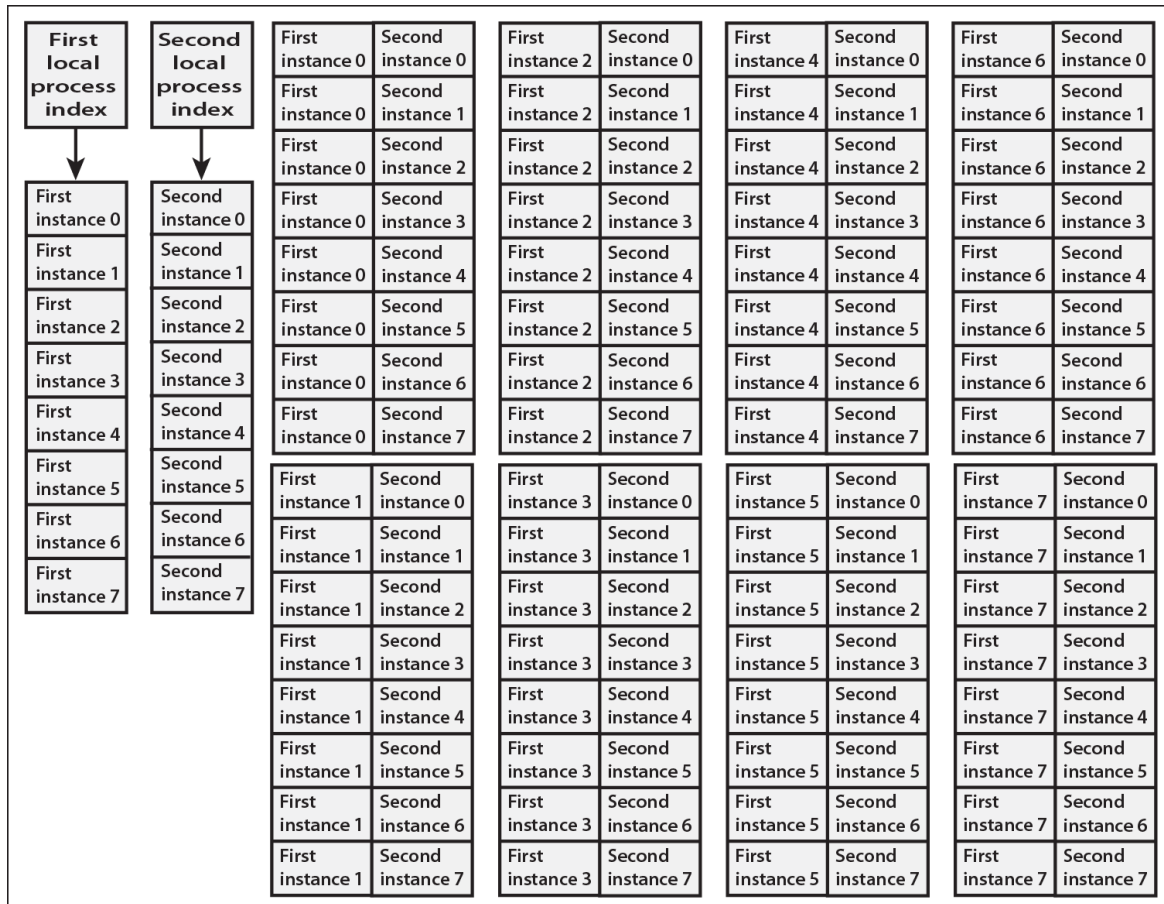 First
local
process
index
First
instance 0
First
instance 1
First
instance 2
First
instance 3
First
instance 4
First
instance 5
First
instance 6
First
instance 7
Second
local
process
index
Second
instance 0
Second
instance 1
Second
instance 2
Second
instance 3
Second
instance 4
Second
instance 5
Second
instance 6
Second
instance 7
First Second
instance 0 instance 0
First Second
instance 0 instance 1
First Second
instance 0 instance 2
First Second
instance 0 instance 3
First Second
instance 0 instance 4
First Second
instance 0 instance 5
First Second
instance 0 instance 6
First Second
instance 0 instance 7
First Second
instance 1 instance 0
First Second
instance 1 instance 1
First Second
instance 1 instance 2
First Second
instance 1 instance 3
First Second
instance 1 instance 4
First Second
instance 1 instance 5
First Second
instance 1 instance 6
First Second
instance 1 instance 7
First Second
instance 2 instance 0
First Second
instance 2 instance 1
First Second
instance 2 instance 2
First Second
instance 2 instance 3
First Second
instance 2 instance 4
First Second
instance 2 instance 5
First Second
instance 2 instance 6
First Second
instance 2 instance 7
First Second
instance 3 instance 0
First Second
instance 3 instance 1
First Second
instance 3 instance 2
First Second
instance 3 instance 3
First Second
instance 3 instance 4
First Second
instance 3 instance 5
First Second
instance 3 instance 6
First Second
instance 3 instance 7
First Second
instance 4 instance 0
First Second
instance 4 instance 1
First Second
instance 4 instance 2
First Second
instance 4 instance 3
First Second
instance 4 instance 4
First Second
instance 4 instance 5
First Second
instance 4 instance 6
First Second
instance 4 instance 7
First Second
instance 5 instance 0
First Second
instance 5 instance 1
First Second
instance 5 instance 2
First Second
instance 5 instance 3
First Second
instance 5 instance 4
First Second
instance 5 instance 5
First Second
instance 5 instance 6
First Second
instance 5 instance 7
First Second
instance 6 instance 0
First Second
instance 6 instance 1
First Second
instance 6 instance 2
First Second
instance 6 instance 3
First Second
instance 6 instance 4
First Second
instance 6 instance 5
First Second
instance 6 instance 6
First Second
instance 6 instance 7
First Second
instance 7 instance 0
First Second
instance 7 instance 1
First Second
instance 7 instance 2
First Second
instance 7 instance 3
First Second
instance 7 instance 4
First Second
instance 7 instance 5
First Second
instance 7 instance 6
First Second
instance 7 instance 7